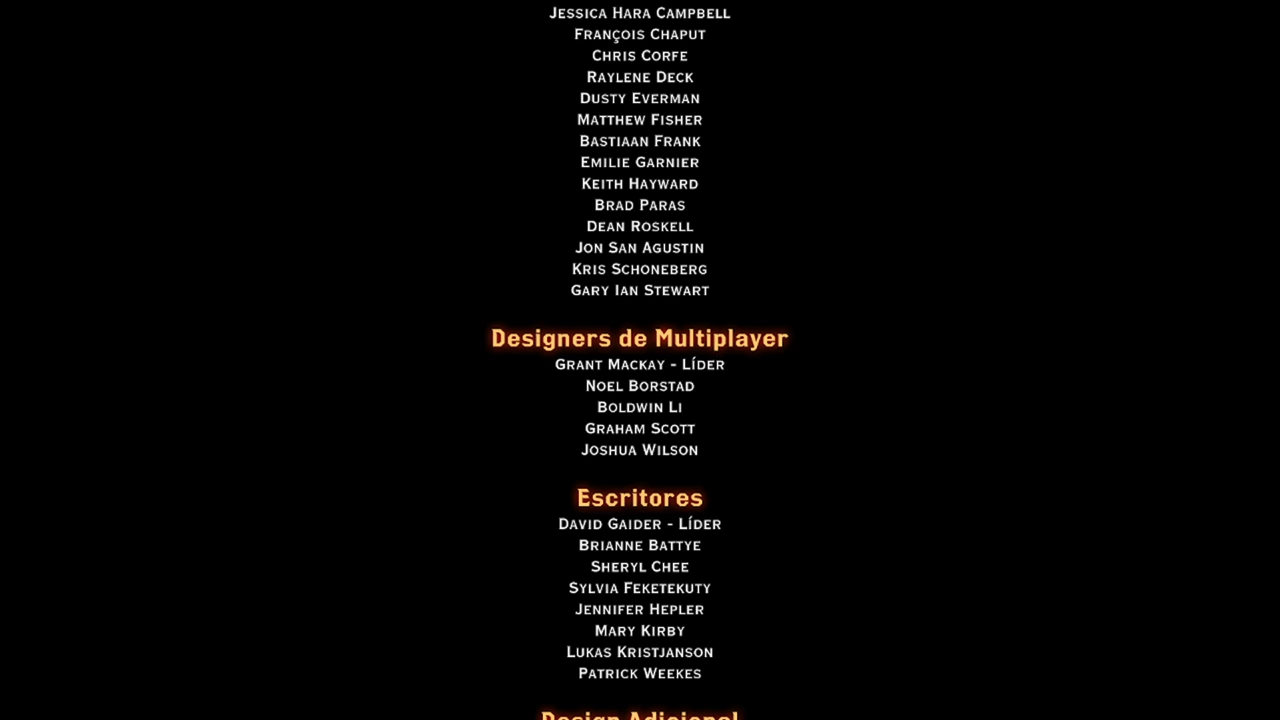 Jessica Hara Campbell
François Chaput
Chris Corfe
Raylene Deck
Dusty Everman
Matthew Fisher
Bastiaan Frank
Emilie Garnier
Keith Hayward
Brad Paras
Dean Roskell
Jon San Agustin
Kris Schoneberg
Gary Ian Stewart
Designers de Multiplayer
Grant Mackay - Líder
Noel Borstad
Boldwin Li
Graham Scott
Joshua Wilson
Escritores
David Gaider - Líder
Brianne Battye
Sheryl Chee
Sylvia Feketekuty
Jennifer Hepler
Mary Kirby
Lukas Kristjanson
Patrick Weekes
Design Adicional